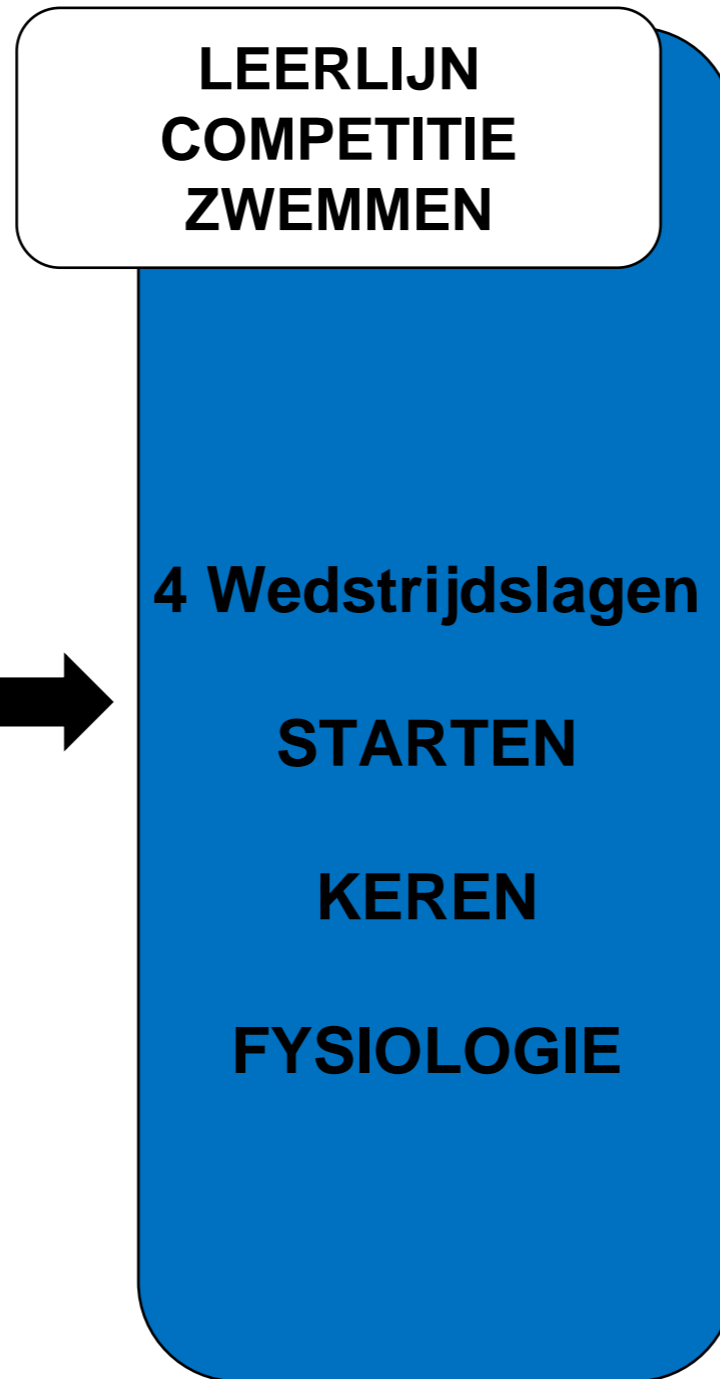 LEERLIJN
COMPETITIE
ZWEMMEN
4 Wedstrijdslagen
STARTEN
KEREN
FYSIOLOGIE